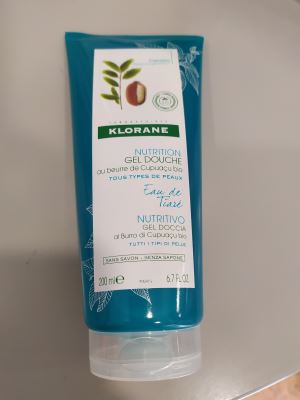 LABORATOIRES
KLORANE
NUTRITION
GEL DOUCHE
au beurre de Cupuaçu bio
TOUS TYPES DE PEAUX
Eau de
Tiaré
NUTRITIVO
GEL DOCCIA
al Burro di Cupuaçu bio
TUTTI I TIPI DI PELLE
SANS SAVON - SENZA SAPONE
200 ml ℮
PARIS
6.7 Fl. OZ.